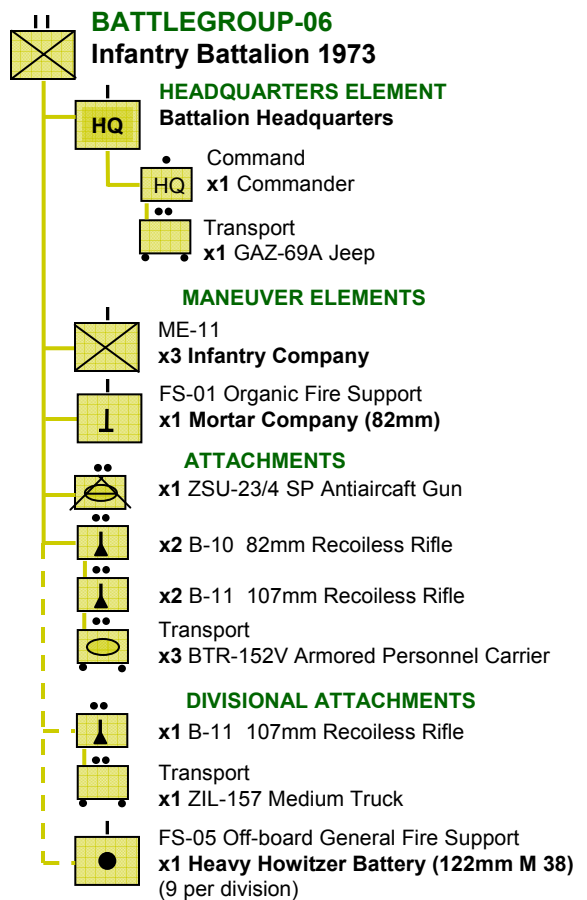 BATTLEGROUP-06
Infantry Battalion 1973
HEADQUARTERS ELEMENT
HQ
Battalion Headquarters
Command
HQ
x1 Commander
Transport
x1 GAZ-69A Jeep
MANEUVER ELEMENTS
ME-11
x3 Infantry Company
FS-01 Organic Fire Support
x1 Mortar Company (82mm)
ATTACHMENTS
x1 ZSU-23/4 SP Antiaircaft Gun
x2 B-10 82mm Recoiless Rifle
x2 B-11 107mm Recoiless Rifle
Transport
x3 BTR-152V Armored Personnel Carrier
DIVISIONAL ATTACHMENTS
x1 B-11 107mm Recoiless Rifle
Transport
x1 ZIL-157 Medium Truck
FS-05 Off-board General Fire Support
x1 Heavy Howitzer Battery (122mm M 38)
(9 per division)